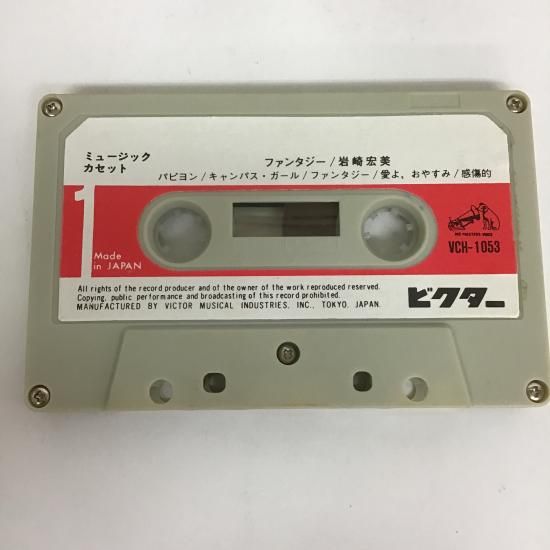 ミュージック
カセット
ファンタジー/岩崎宏美
パピヨン/キャンパス・ガール/ファンタジー/愛よ、おやすみ/感傷的
1
Made
in JAPAN
HIS MASTER'S VOICE
VCH-1053
All rights of the record producer and of the owner of the work reproduced reserved.
Copying, public performance and broadcasting of this record prohibited.
MANUFACTURED BY VICTOR MUSICAL INDUSTRIES, INC., TOKYO, JAPAN.
ビクター